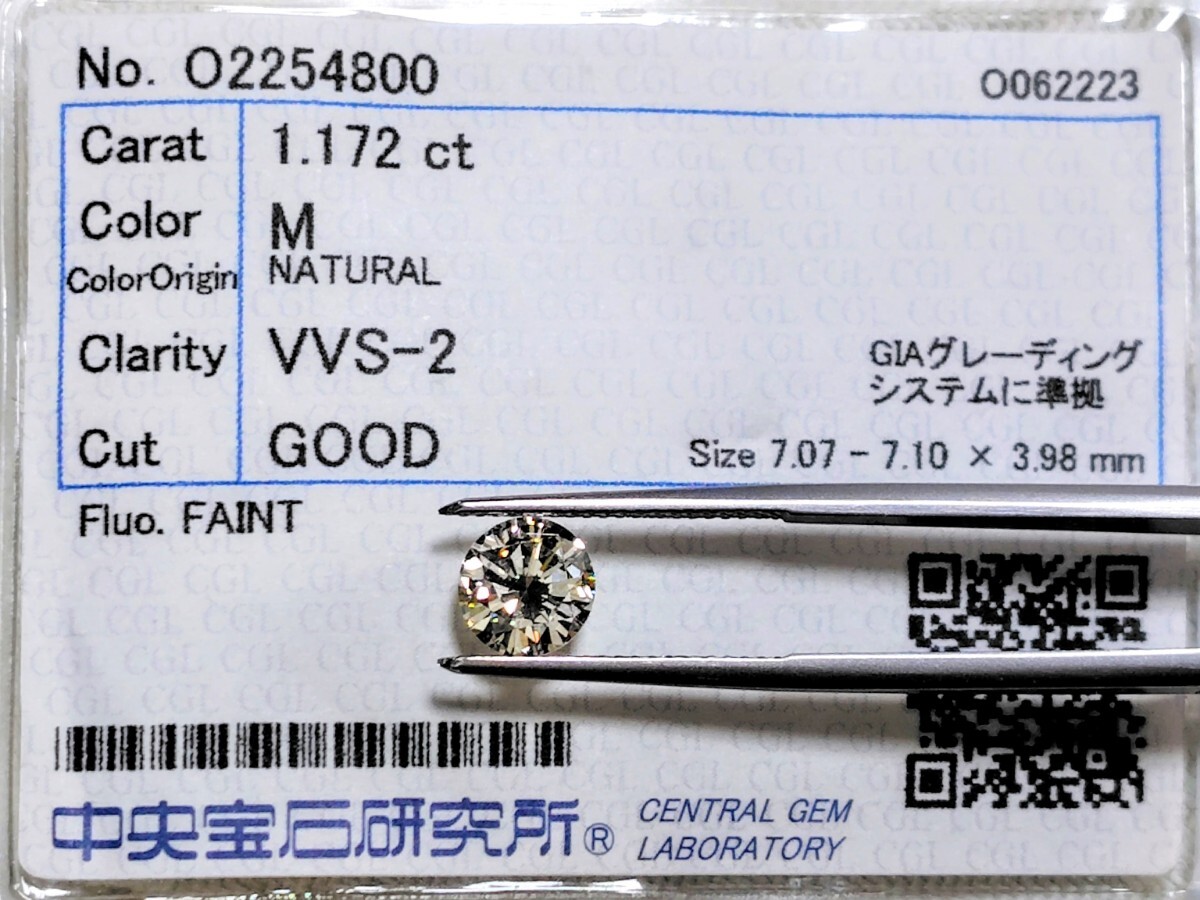 No. O2254800
O062223
Carat 1.172 ct
Color M
ColorOrigin NATURAL
Clarity VVS-2
GIAグレーディング
システムに準拠
Cut GOOD
Size 7.07 - 7.10 × 3.98 mm
Fluo. FAINT
中央宝石研究所®
CENTRAL GEM
LABORATORY